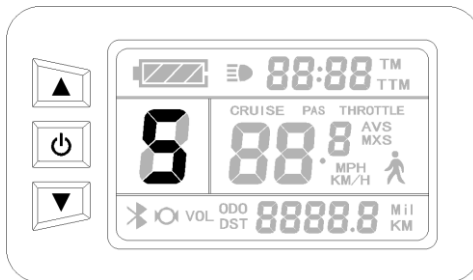 88:88 TM
TTM
CRUISE PAS THROTTLE
5
88.8 AVS
MXS
MPH
KM/H
VOL ODO
DST 8888.8 Mil
KM